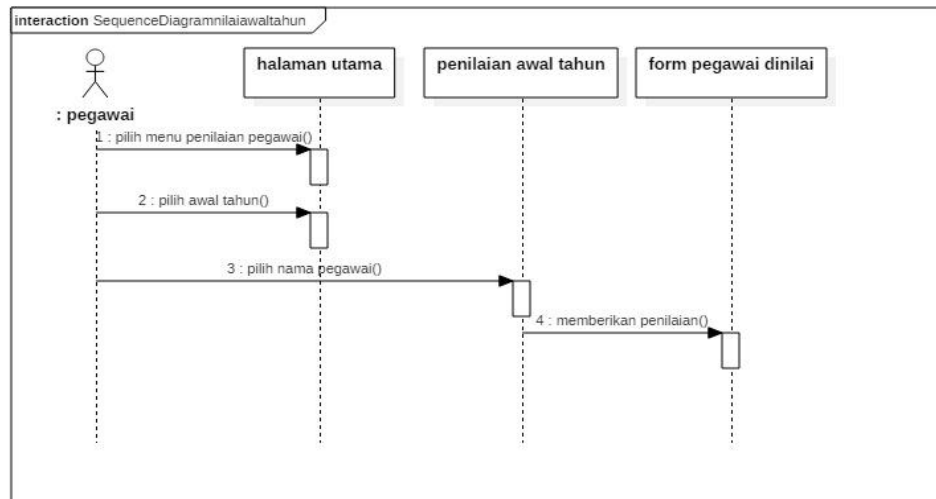 interaction SequenceDiagramnilaiawaltahun
halaman utama
penilaian awal tahun
form pegawai dinilai
: pegawai
1 : pilih menu penilaian pegawai()
2 : pilih awal tahun()
3 : pilih nama pegawai()
4 : memberikan penilaian()